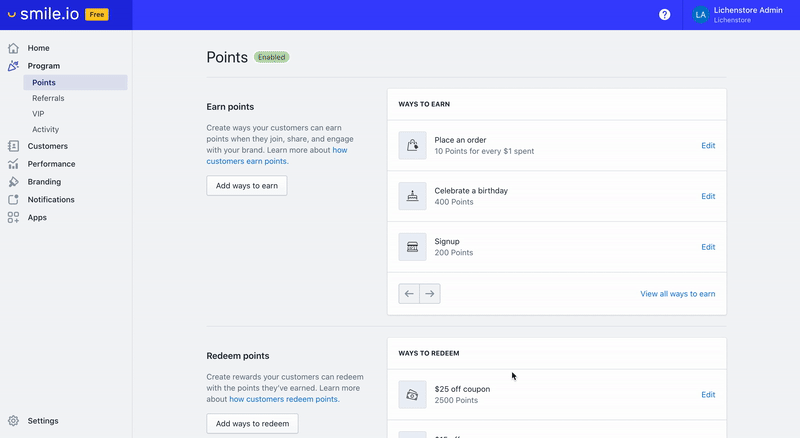 smile.io Free
? LA Lichenstore Admin
Lichenstore
Home
Program
Points
Referrals
VIP
Activity
Customers
Performance
Branding
Notifications
Apps
Settings
Points Enabled
Earn points
Create ways your customers can earn
points when they join, share, and engage
with your brand. Learn more about how
customers earn points.
Add ways to earn
WAYS TO EARN
Place an order
10 Points for every $1 spent
Edit
Celebrate a birthday
400 Points
Edit
Signup
200 Points
Edit
View all ways to earn
Redeem points
Create rewards your customers can redeem
with the points they've earned. Learn more
about how customers redeem points.
Add ways to redeem
WAYS TO REDEEM
$25 off coupon
2500 Points
Edit